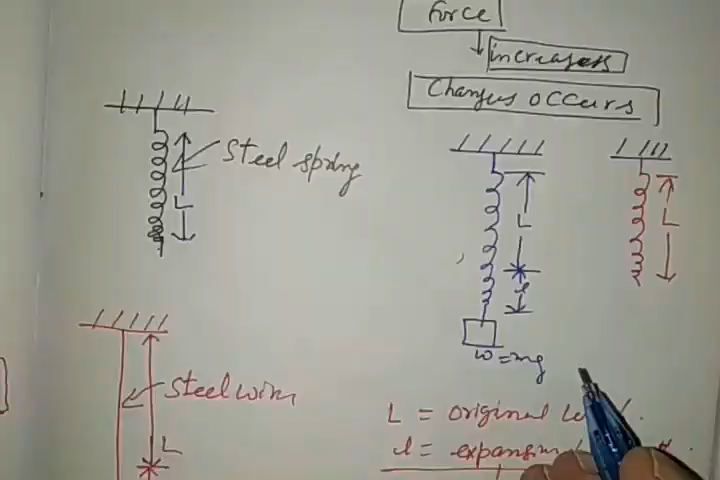 Force
increases
Changes occurs
Steel spring
L
L
l
L
w = mg
Steel wire
L
L = original
l = expansion